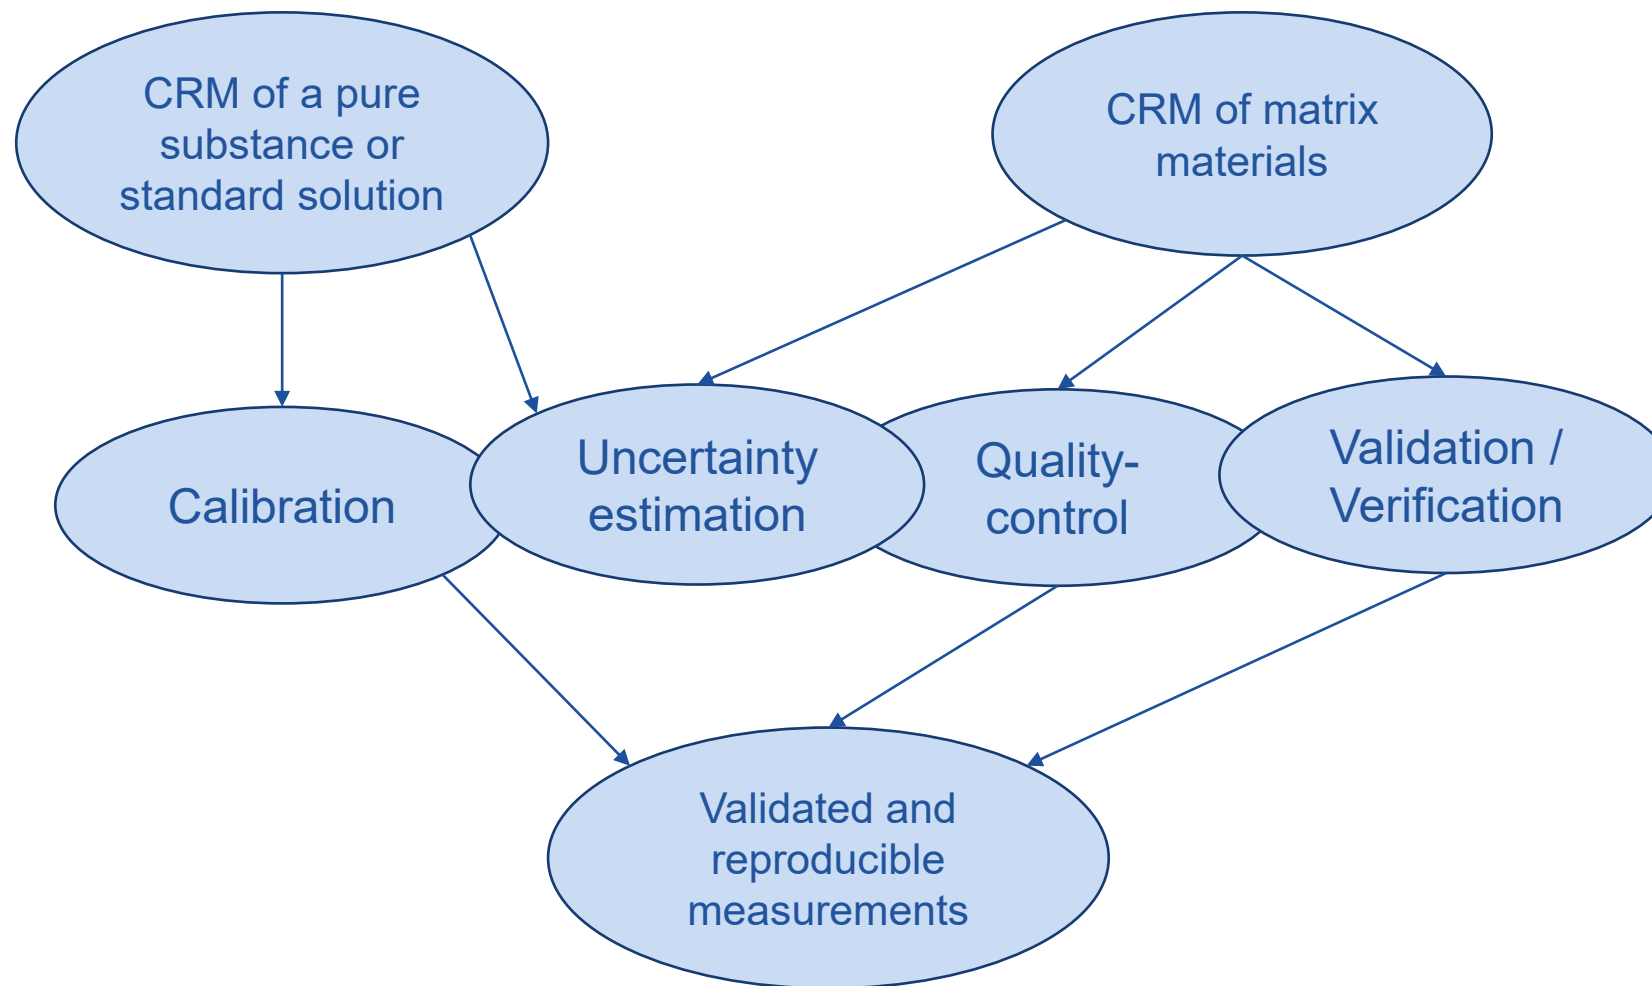 CRM of a pure
substance or
standard solution
CRM of matrix
materials
Calibration
Uncertainty
estimation
Quality-
control
Validation /
Verification
Validated and
reproducible
measurements